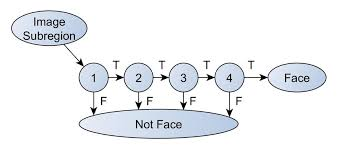 Image
Subregion
T T T T
1 2 3 4 Face
F F F F
Not Face